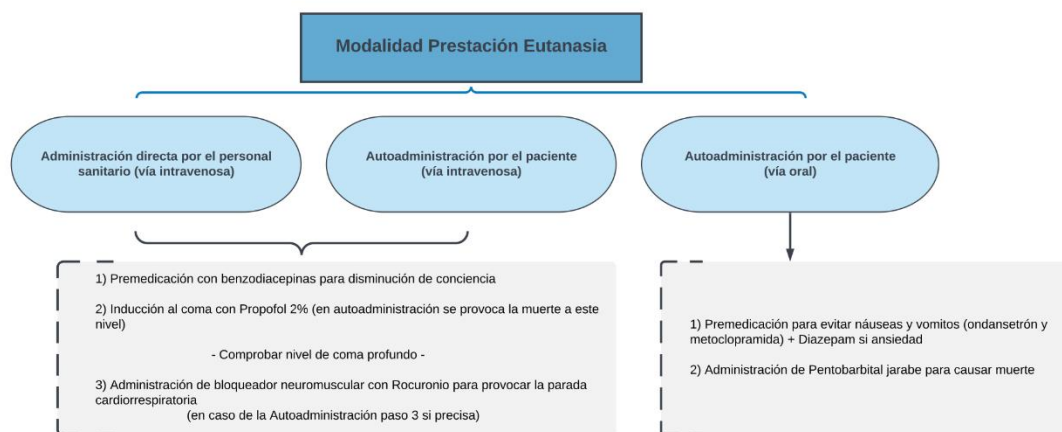 Modalidad Prestación Eutanasia
Administración directa por el personal
sanitario (vía intravenosa)
Autoadministración por el paciente
(vía intravenosa)
Autoadministración por el paciente
(vía oral)
1) Premedicación con benzodiacepinas para disminución de conciencia
2) Inducción al coma con Propofol 2% (en autoadministración se provoca la muerte a este
nivel)
- Comprobar nivel de coma profundo -
3) Administración de bloqueador neuromuscular con Rocuronio para provocar la parada
cardiorrespiratoria
(en caso de la Autoadministración paso 3 si precisa)
1) Premedicación para evitar náuseas y vomitos (ondansetrón y
metoclopramida) + Diazepam si ansiedad
2) Administración de Pentobarbital jarabe para causar muerte